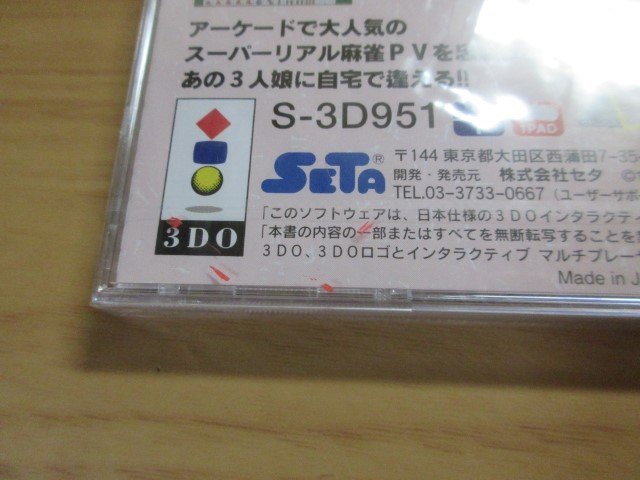 アーケードで大人気の
スーパーリアル麻雀PVを
あの3人娘に自宅で逢える!!
S-3D951
1PAD
SETA®
〒144 東京都大田区西蒲田7-35
開発・発売元 株式会社セタ
TEL.03-3733-0667 (ユーザーサポ
「このソフトウェアは、日本仕様の3DOインタラクテ
「本書の内容の一部またはすべてを無断転写することを
3DO、3DOロゴとインタラクティブ マルチプレーヤ
3DO
Made in J